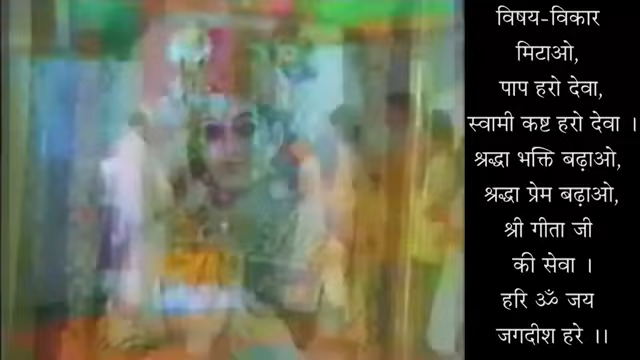 विषय-विकार
मिटाओ,
पाप हरो देवा,
स्वामी कष्ट हरो देवा ।
श्रद्धा भक्ति बढ़ाओ,
श्रद्धा प्रेम बढ़ाओ,
श्री गीता जी
की सेवा ।
हरि ॐ जय
जगदीश हरे ।।